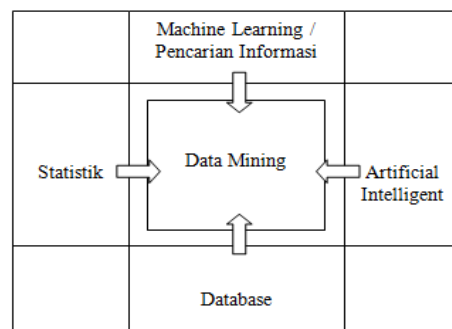 Machine Learning /
Pencarian Informasi
Statistik
Data Mining
Artificial
Intelligent
Database